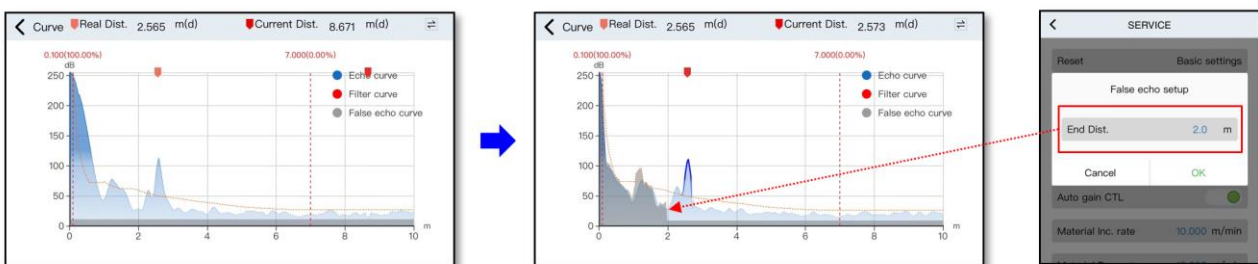 Curve Real Dist. 2.565 m(d) Current Dist. 8.671 m(d)
0.100(100.00%) 7.000(0.00%)
dB
250
200
150
100
50
0
0 2 4 6 8 10
m
Echo curve
Filter curve
False echo curve
Curve Real Dist. 2.565 m(d) Current Dist. 2.573 m(d)
0.100(100.00%) 7.000(0.00%)
dB
250
200
150
100
50
0
0 2 4 6 8 10
m
Echo curve
Filter curve
False echo curve
SERVICE
Reset Basic settings
False echo setup
End Dist. 2.0 m
Cancel OK
Auto gain CTL
Material Inc. rate 10.000 m/min